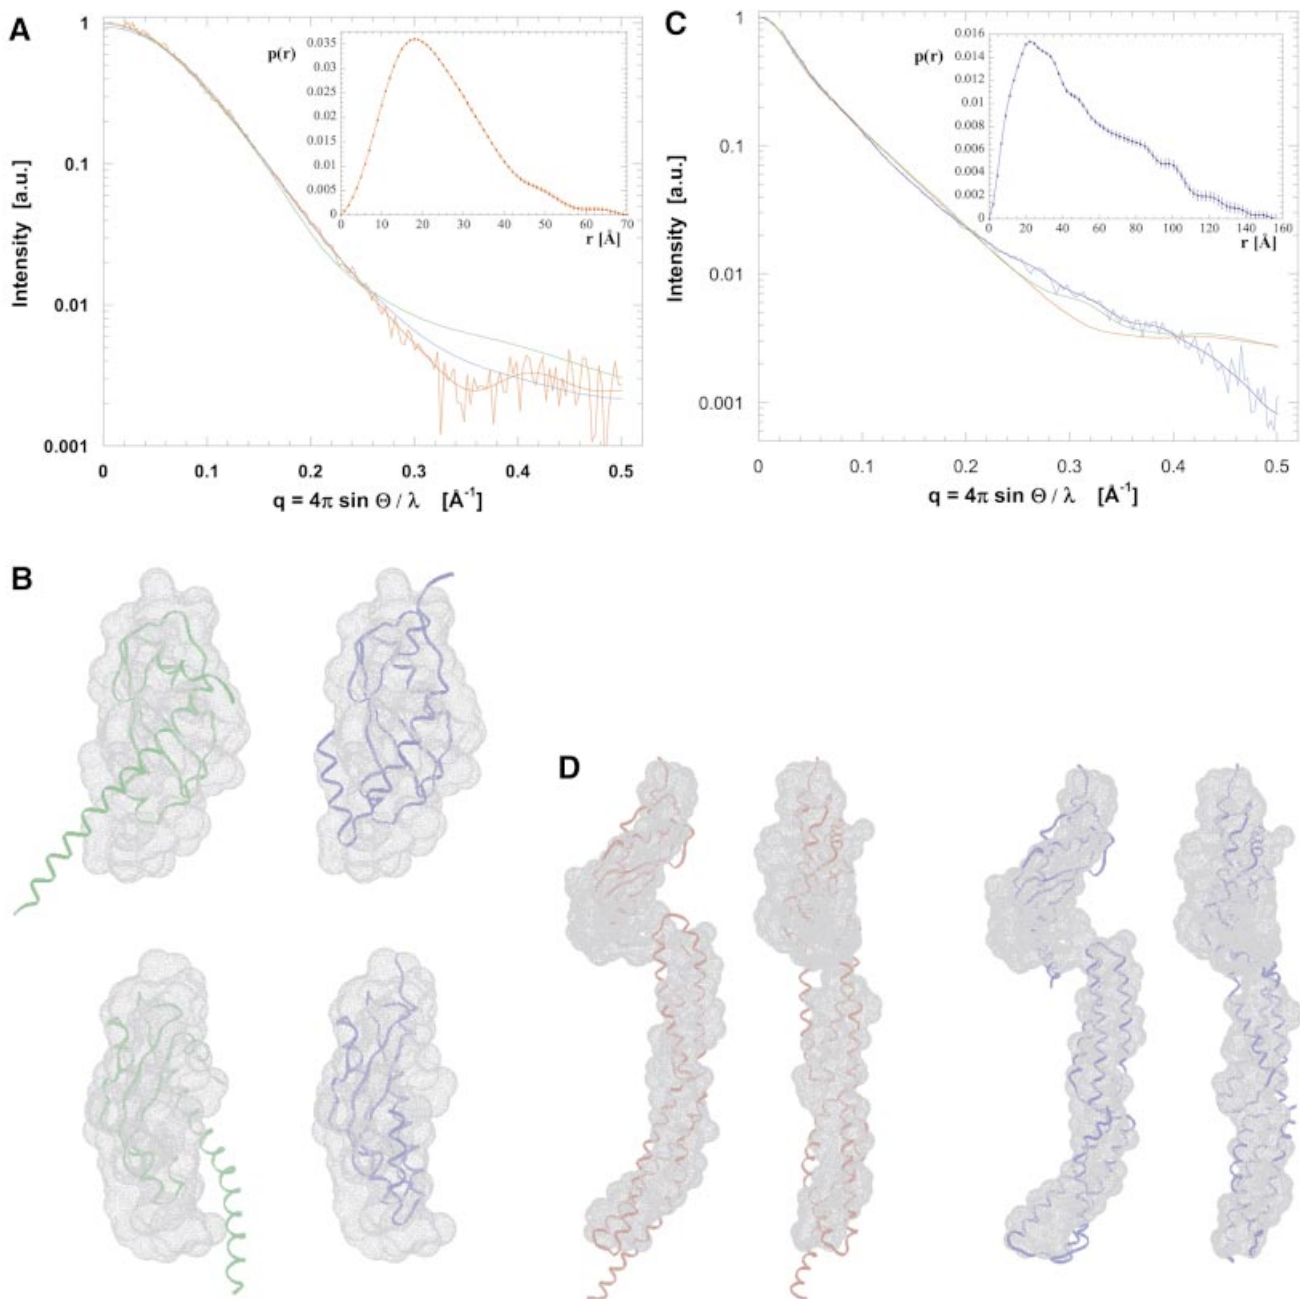 A
1
0.1
0.01
0.001
Intensity [a.u.]
0 0.1 0.2 0.3 0.4 0.5
q = 4π sin Θ / λ [Å⁻¹]
p(r)
0.035
0.03
0.025
0.02
0.015
0.01
0.005
0
0 10 20 30 40 50 60 70
r [Å]
C
1
0.1
0.01
0.001
Intensity [a.u.]
0 0.1 0.2 0.3 0.4 0.5
q = 4π sin Θ / λ [Å⁻¹]
p(r)
0.016
0.014
0.012
0.01
0.008
0.006
0.004
0.002
0
0 20 40 60 80 100 120 140 160
r [Å]
B
D